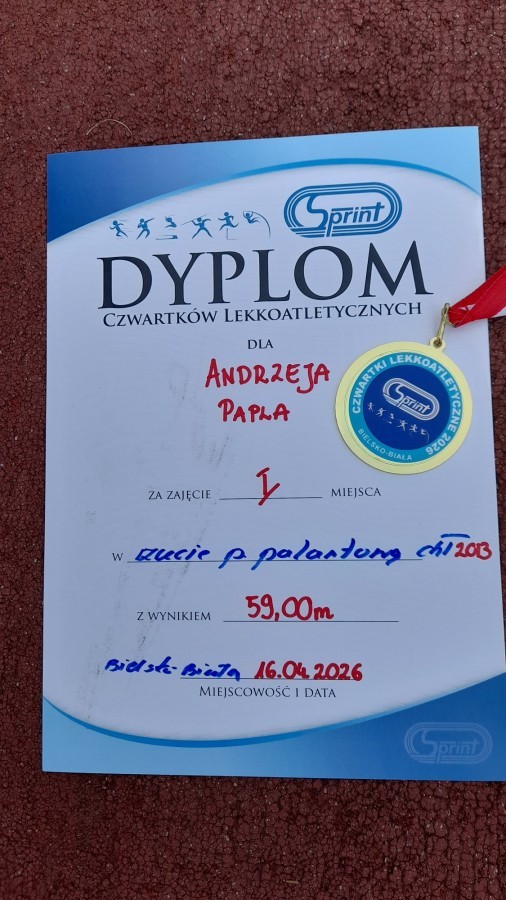 Sprint
DYPLOM
CZWARTKÓW LEKKOATLETYCZNYCH
DLA
ANDRZEJA
PAPLA
CZWARTKI LEKKOATLETYCZNE 2026
Sprint
BIELSKO-BIAŁA
ZA ZAJĘCIE I MIEJSCA
W rzucie p. palantową chł 2013
Z WYNIKIEM 59,00m
Bielsko-Biała 16.04.2026
MIEJSCOWOŚĆ I DATA
Sprint